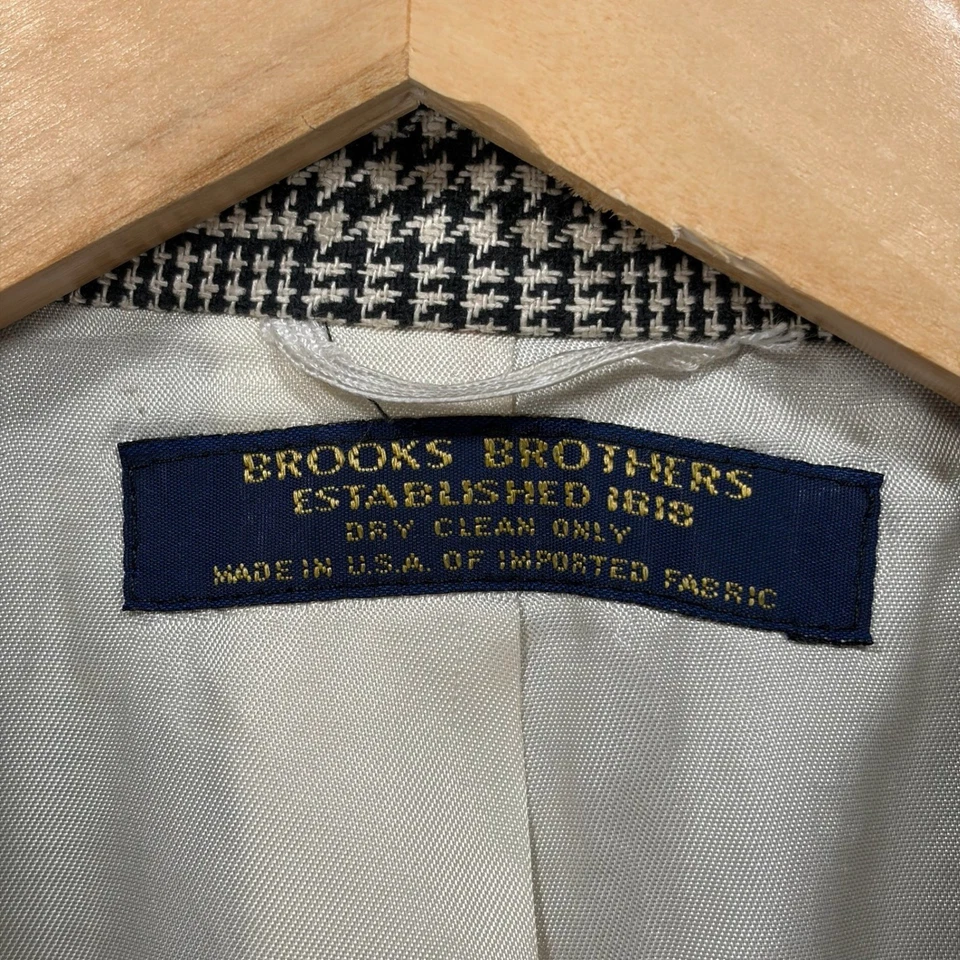 BROOKS BROTHERS
ESTABLISHED 1818
DRY CLEAN ONLY
MADE IN U.S.A. OF IMPORTED FABRIC